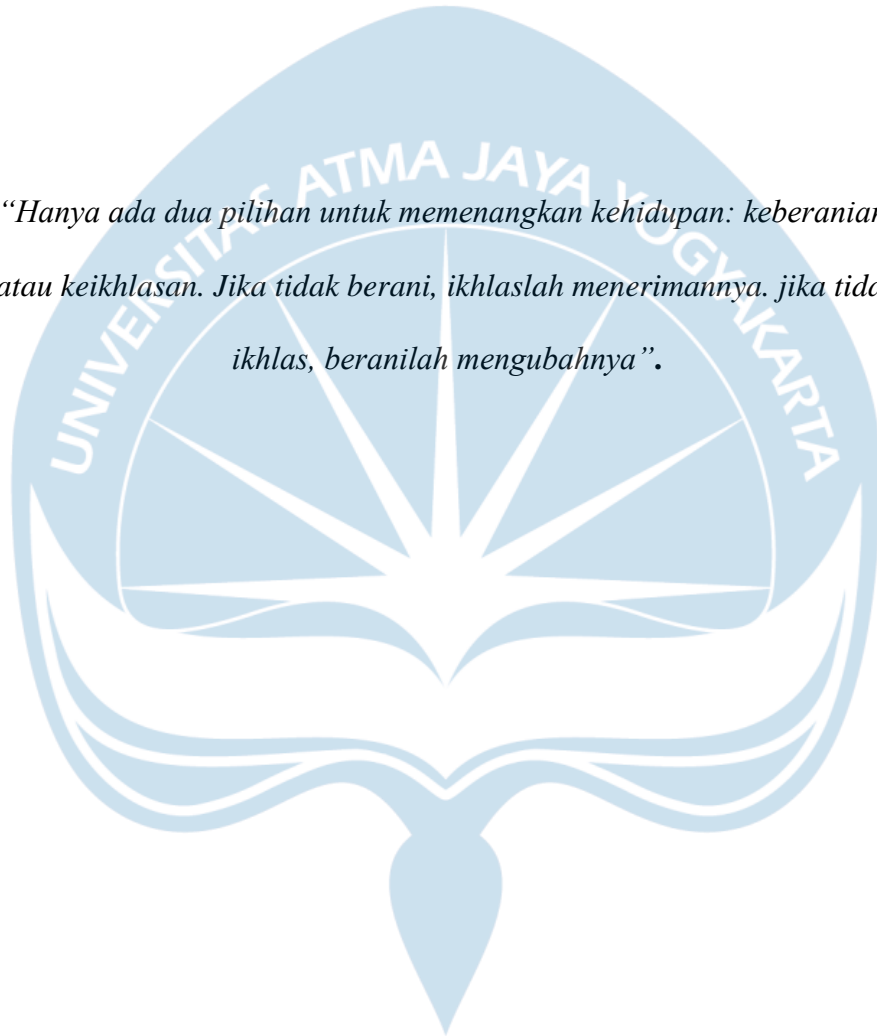 UNIVERSITAS ATMA JAYA YOGYAKARTA
“Hanya ada dua pilihan untuk memenangkan kehidupan: keberanian
atau keikhlasan. Jika tidak berani, ikhlaslah menerimannya. jika tida
ikhlas, beranilah mengubahnya”.